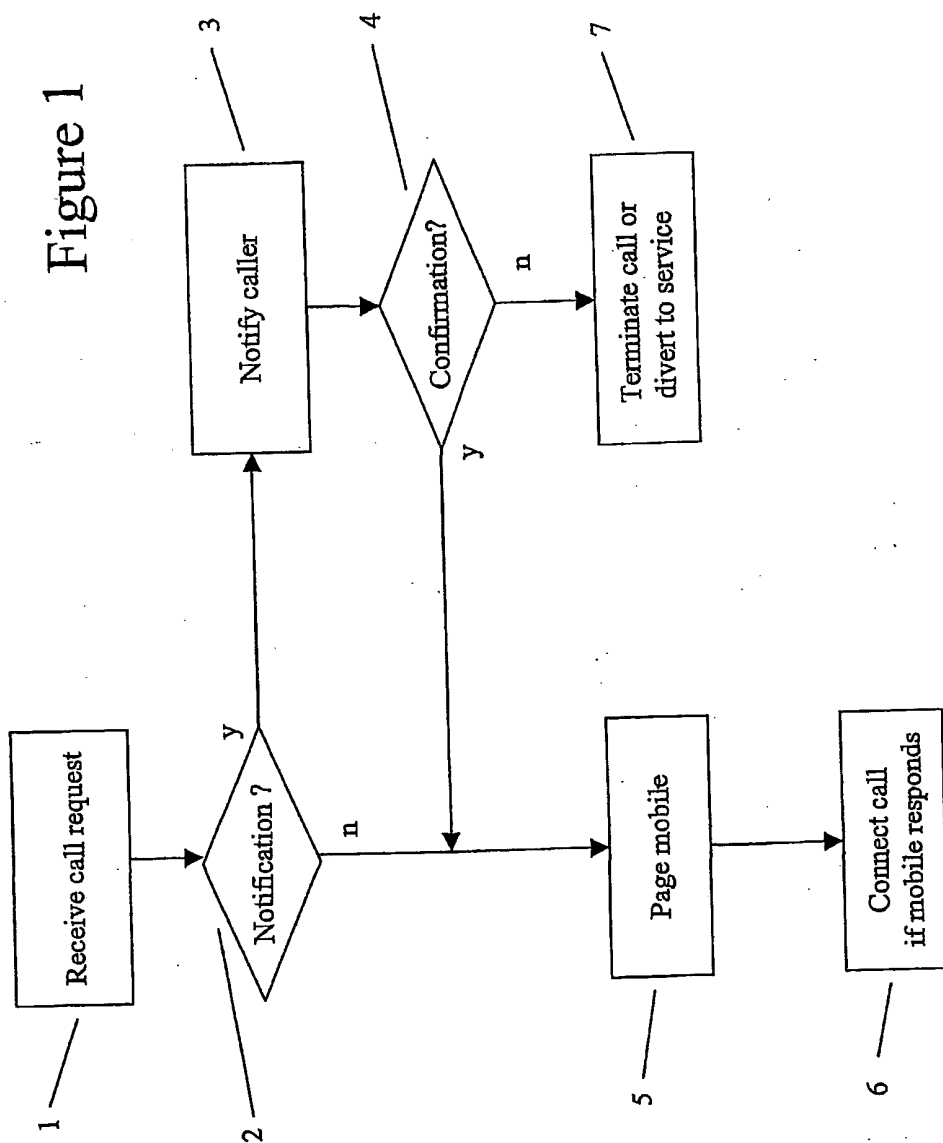 Figure 1
1
Receive call request
2
Notification ?
y
n
3
Notify caller
4
Confirmation?
y
n
5
Page mobile
6
Connect call
if mobile responds
7
Terminate call or
divert to service